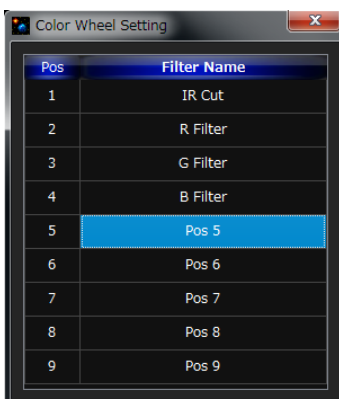 Color Wheel Setting
Pos Filter Name
1 IR Cut
2 R Filter
3 G Filter
4 B Filter
5 Pos 5
6 Pos 6
7 Pos 7
8 Pos 8
9 Pos 9